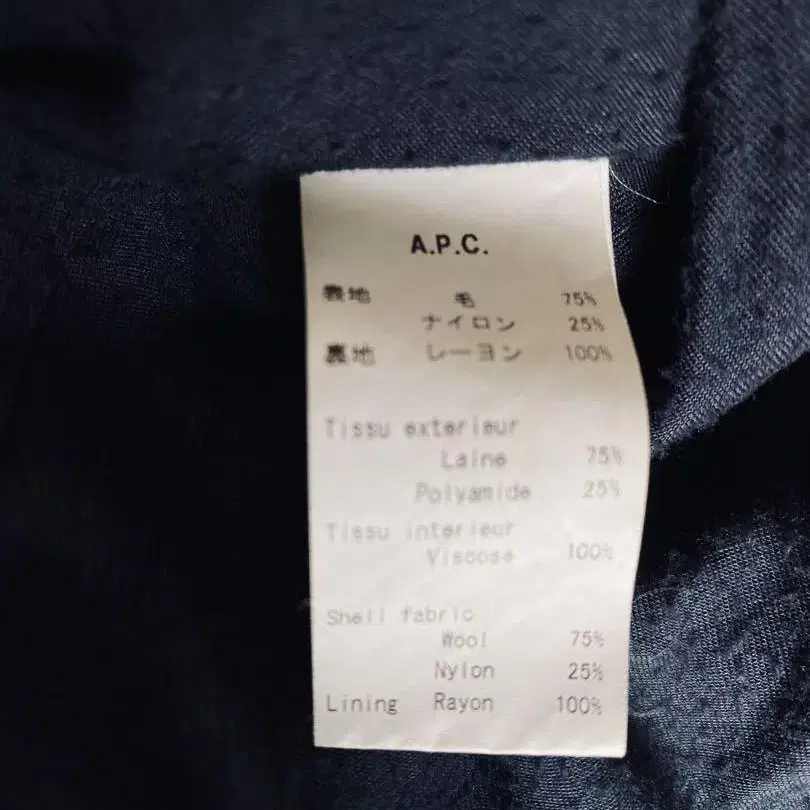 A.P.C.
表地 毛 75%
ナイロン 25%
裏地 レーヨン 100%
Tissu exterieur
Laine 75%
Polyamide 25%
Tissu interieur
Viscose 100%
Shell fabric
Wool 75%
Nylon 25%
Lining Rayon 100%